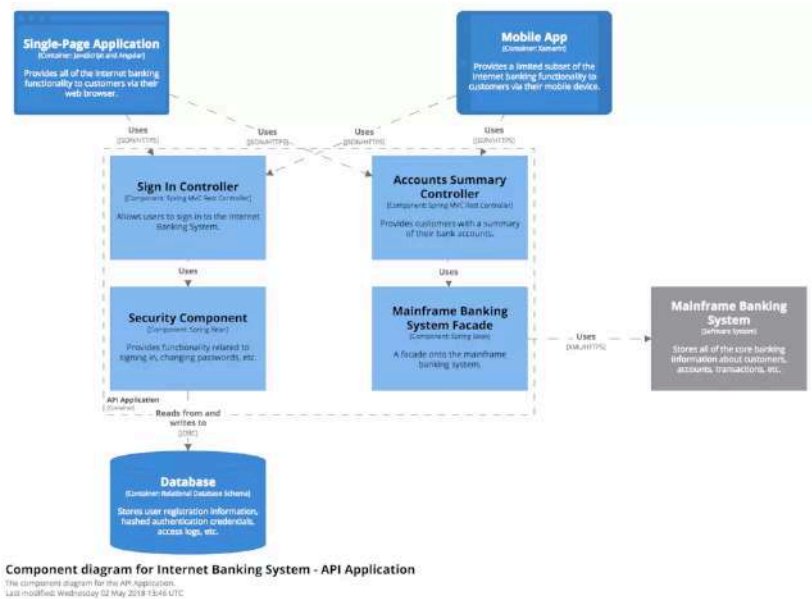 Single-Page Application
[Container: JavaScript and Angular]
Provides all of the Internet banking
functionality to customers via their
web browser.
Mobile App
[Container: Xamarin]
Provides a limited subset of the
Internet banking functionality to
customers via their mobile device.
Uses
[JSON/HTTPS]
Uses
[JSON/HTTPS]
Uses
[JSON/HTTPS]
Uses
[JSON/HTTPS]
Sign In Controller
[Component: Spring MVC Rest Controller]
Allows users to sign in to the Internet
Banking System.
Accounts Summary
Controller
[Component: Spring MVC Rest Controller]
Provides customers with a summary
of their bank accounts.
Uses
Uses
Security Component
[Component: Spring Bean]
Provides functionality related to
signing in, changing passwords, etc.
Mainframe Banking
System Facade
[Component: Spring Bean]
A facade onto the mainframe
banking system.
Uses
[XML/HTTPS]
Mainframe Banking
System
[Software System]
Stores all of the core banking
information about customers,
accounts, transactions, etc.
API Application
[Container]
Reads from and
writes to
[JDBC]
Database
[Container: Relational Database Schema]
Stores user registration information,
hashed authentication credentials,
access logs, etc.
Component diagram for Internet Banking System - API Application
The component diagram for the API Application.
Last modified: Wednesday 02 May 2018 13:46 UTC